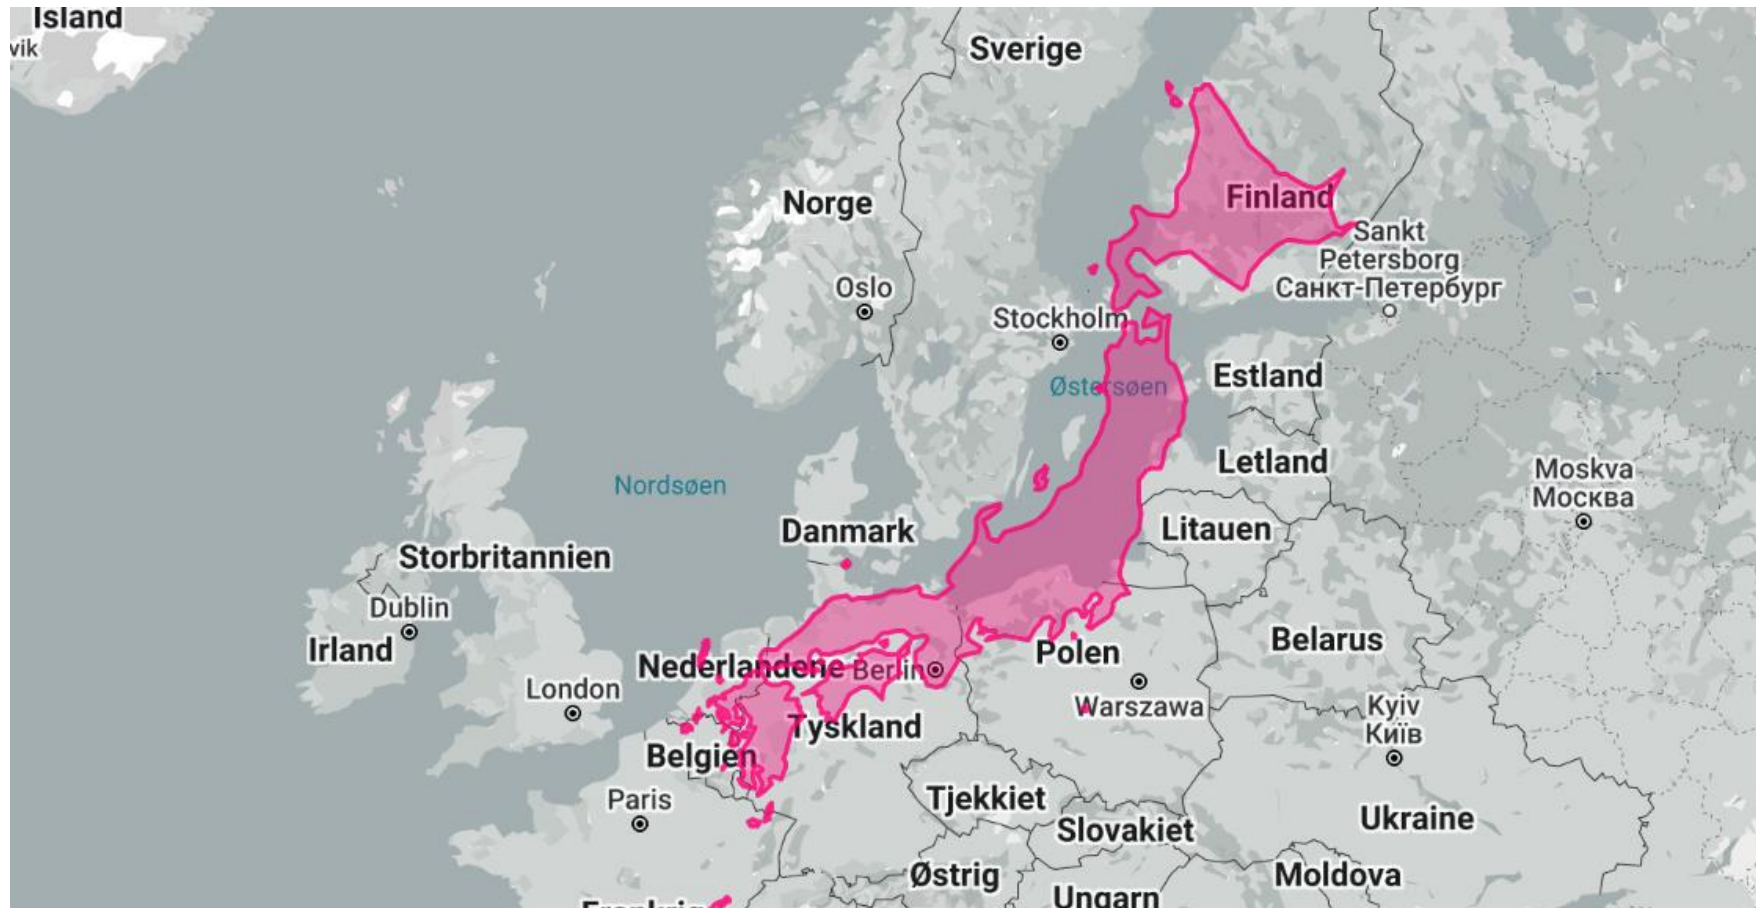 Island
vik
Sverige
Norge
Finland
Sankt
Petersborg
Санкт-Петербург
Oslo
Stockholm
Østersøen
Estland
Nordsøen
Letland
Moskva
Москва
Danmark
Litauen
Storbritannien
Dublin
Irland
Belarus
Nederlandene
Berlin
Polen
London
Warszawa
Kyiv
Київ
Tyskland
Belgien
Paris
Tjekkiet
Slovakiet
Ukraine
Østrig
Moldova
Ungarn
Frankrig